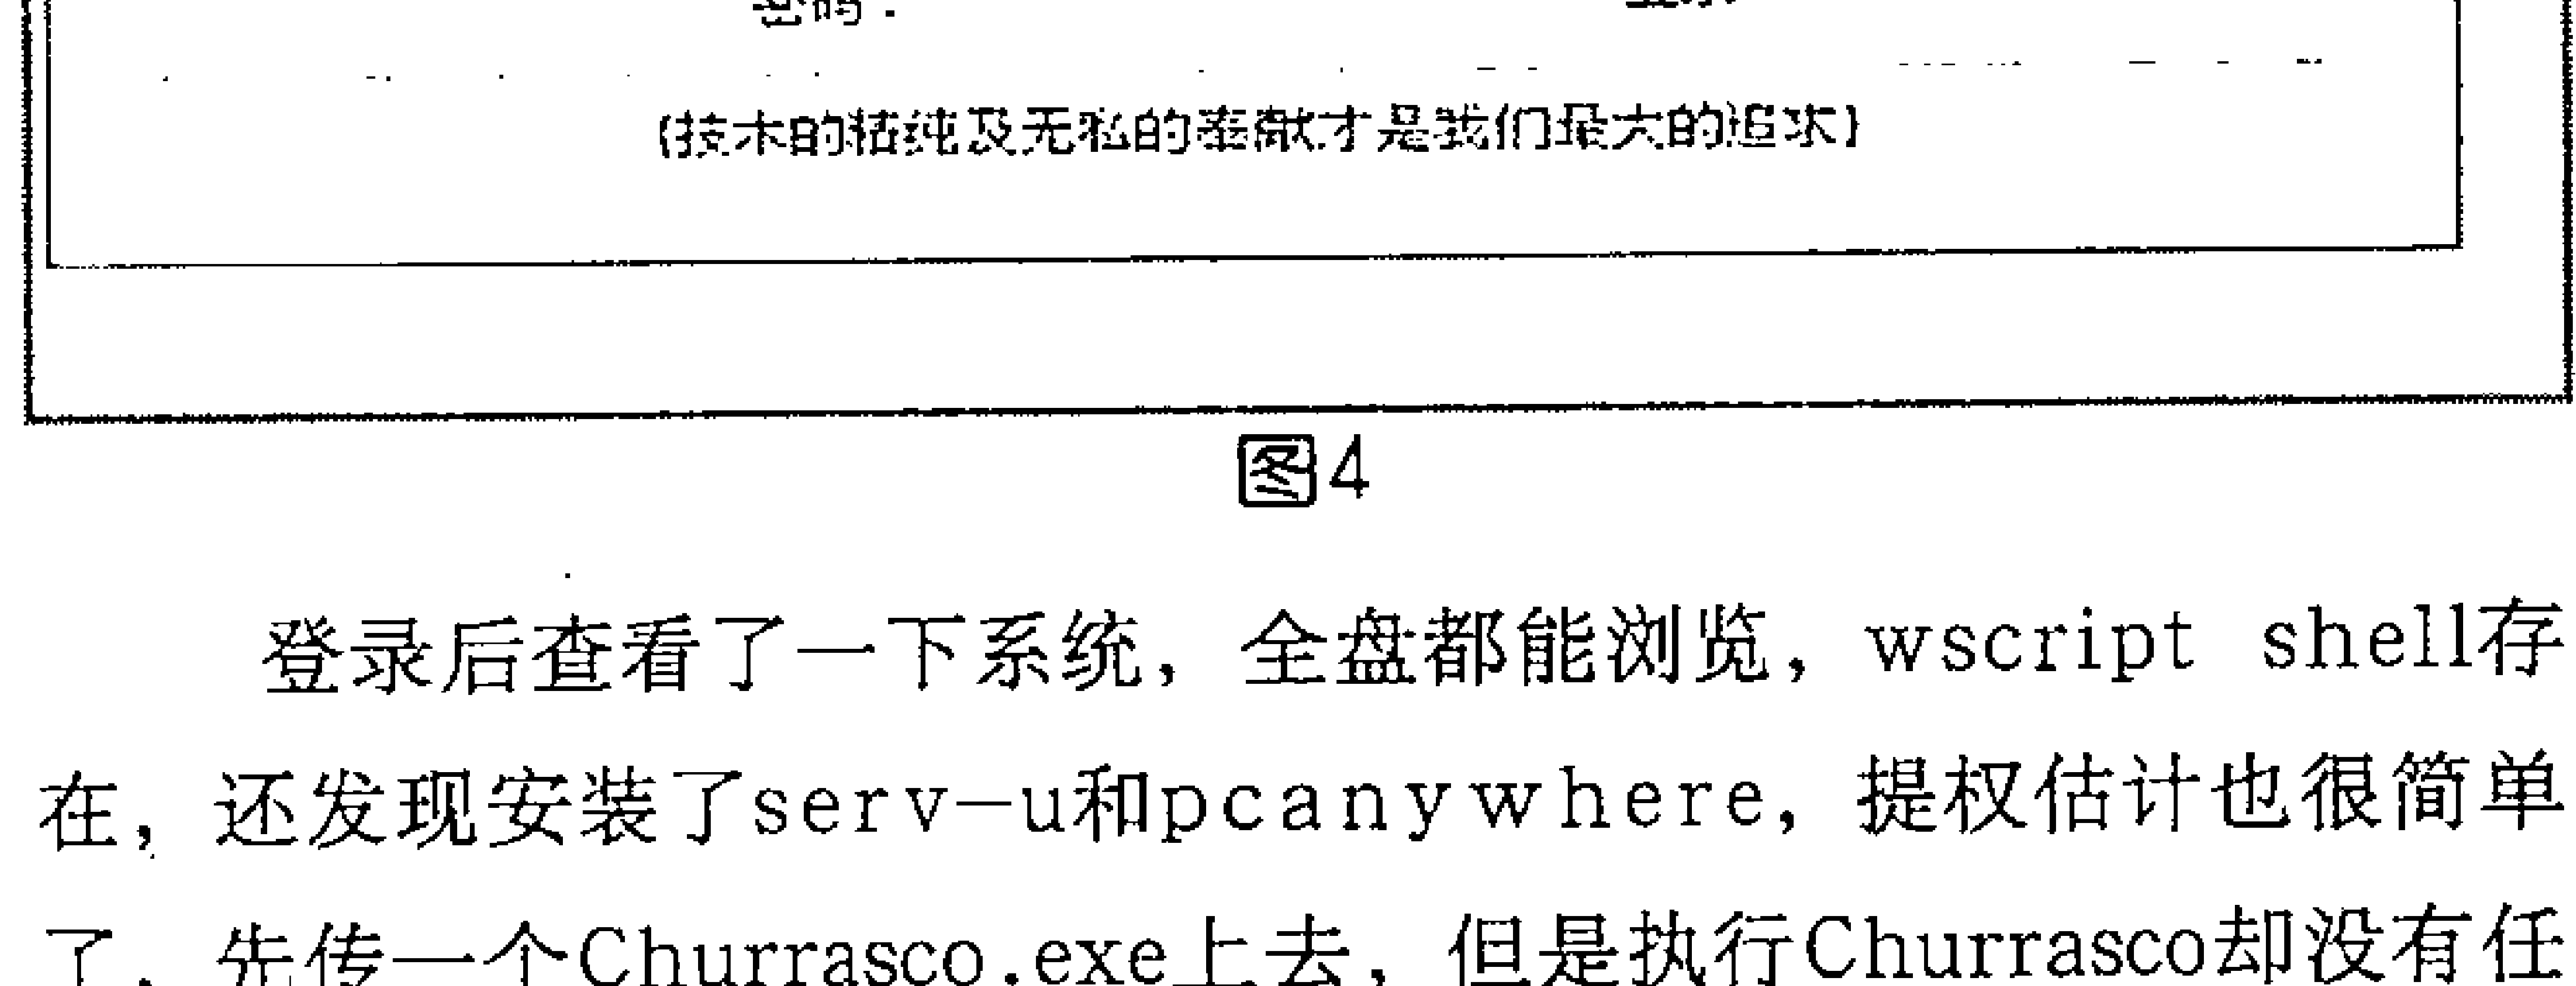 密码：
(技术的精纯及无私的奉献才是我们最大的追求)
图4
登录后查看了一下系统，全盘都能浏览，wscript shell存
在，还发现安装了serv-u和pcanywhere，提权估计也很简单
了，先传一个Churrasco.exe上去，但是执行Churrasco却没有任